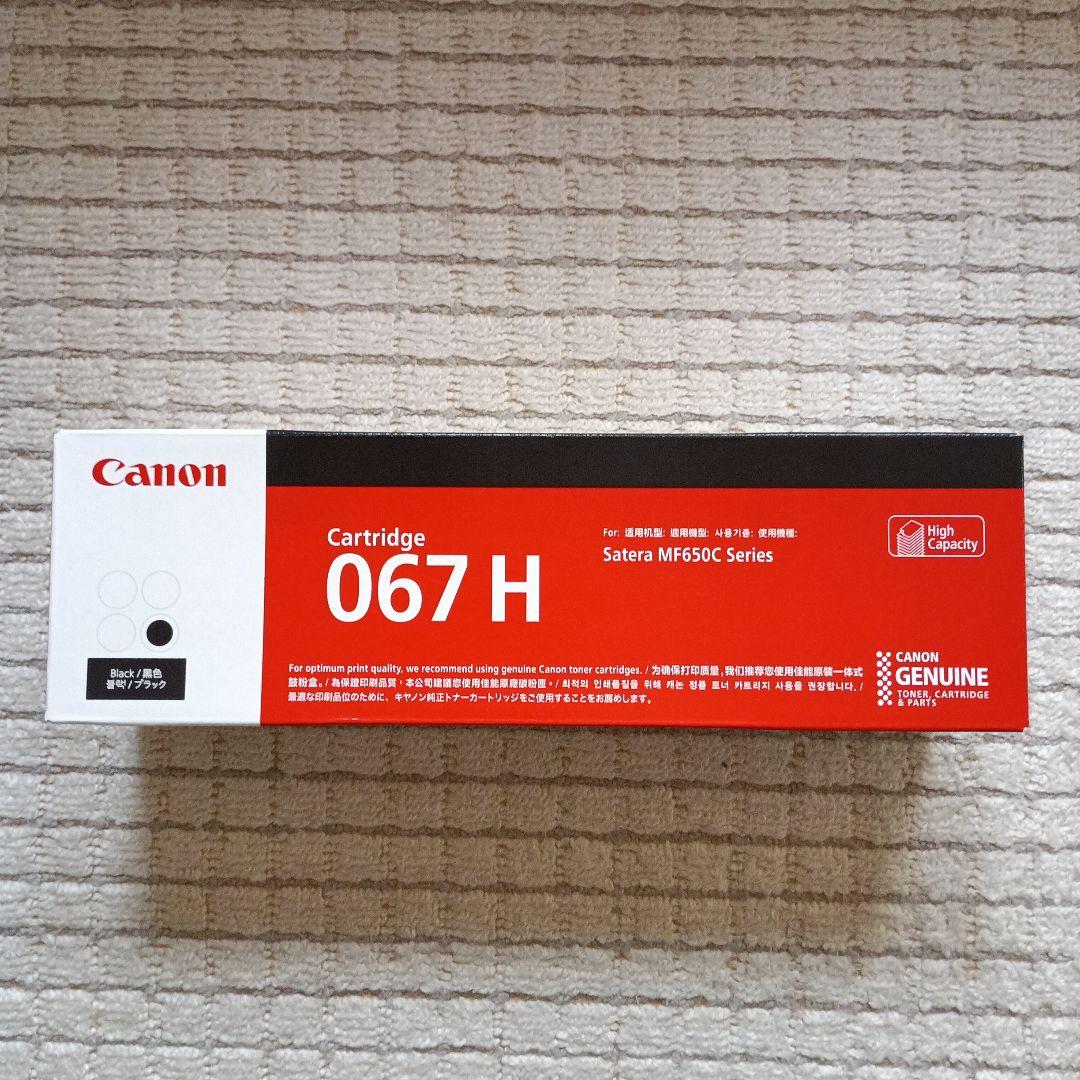 Canon
Black / 黒色
블랙 / ブラック
Cartridge
067 H
For: 适用机型: 適用機型: 사용기종: 使用機種:
Satera MF650C Series
High
Capacity
For optimum print quality, we recommend using genuine Canon toner cartridges. / 为确保打印质量,我们推荐您使用佳能原装一体式
鼓粉盒。/ 為保證印刷品質，本公司建議您使用佳能原廠碳粉匣。/ 최적의 인쇄품질을 위해 캐논 정품 토너 카트리지 사용을 권장합니다. /
最適な印刷品位のために、キヤノン純正トナーカートリッジをご使用することをお薦めします。
CANON
GENUINE
TONER, CARTRIDGE
& PARTS